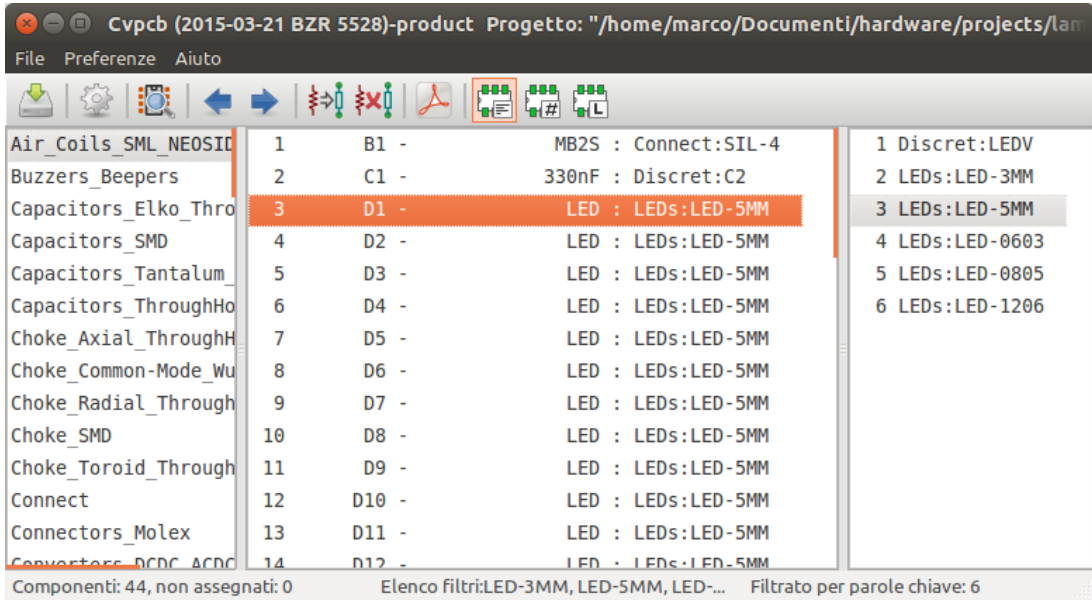 Cvpcb (2015-03-21 BZR 5528)-product Progetto: "/home/marco/Documenti/hardware/projects/lam
File Preferenze Aiuto
# L
Air_Coils_SML_NEOSID 1 B1 - MB2S : Connect:SIL-4 1 Discret:LEDV
Buzzers_Beepers 2 C1 - 330nF : Discret:C2 2 LEDs:LED-3MM
Capacitors_Elko_Thro 3 D1 - LED : LEDs:LED-5MM 3 LEDs:LED-5MM
Capacitors_SMD 4 D2 - LED : LEDs:LED-5MM 4 LEDs:LED-0603
Capacitors_Tantalum_ 5 D3 - LED : LEDs:LED-5MM 5 LEDs:LED-0805
Capacitors_ThroughHo 6 D4 - LED : LEDs:LED-5MM 6 LEDs:LED-1206
Choke_Axial_ThroughH 7 D5 - LED : LEDs:LED-5MM
Choke_Common-Mode_Wu 8 D6 - LED : LEDs:LED-5MM
Choke_Radial_Through 9 D7 - LED : LEDs:LED-5MM
Choke_SMD 10 D8 - LED : LEDs:LED-5MM
Choke_Toroid_Through 11 D9 - LED : LEDs:LED-5MM
Connect 12 D10 - LED : LEDs:LED-5MM
Connectors_Molex 13 D11 - LED : LEDs:LED-5MM
Convertors_DCDC_ACDC 14 D12 - LED : LEDs:LED-5MM
Componenti: 44, non assegnati: 0 Elenco filtri:LED-3MM, LED-5MM, LED-... Filtrato per parole chiave: 6